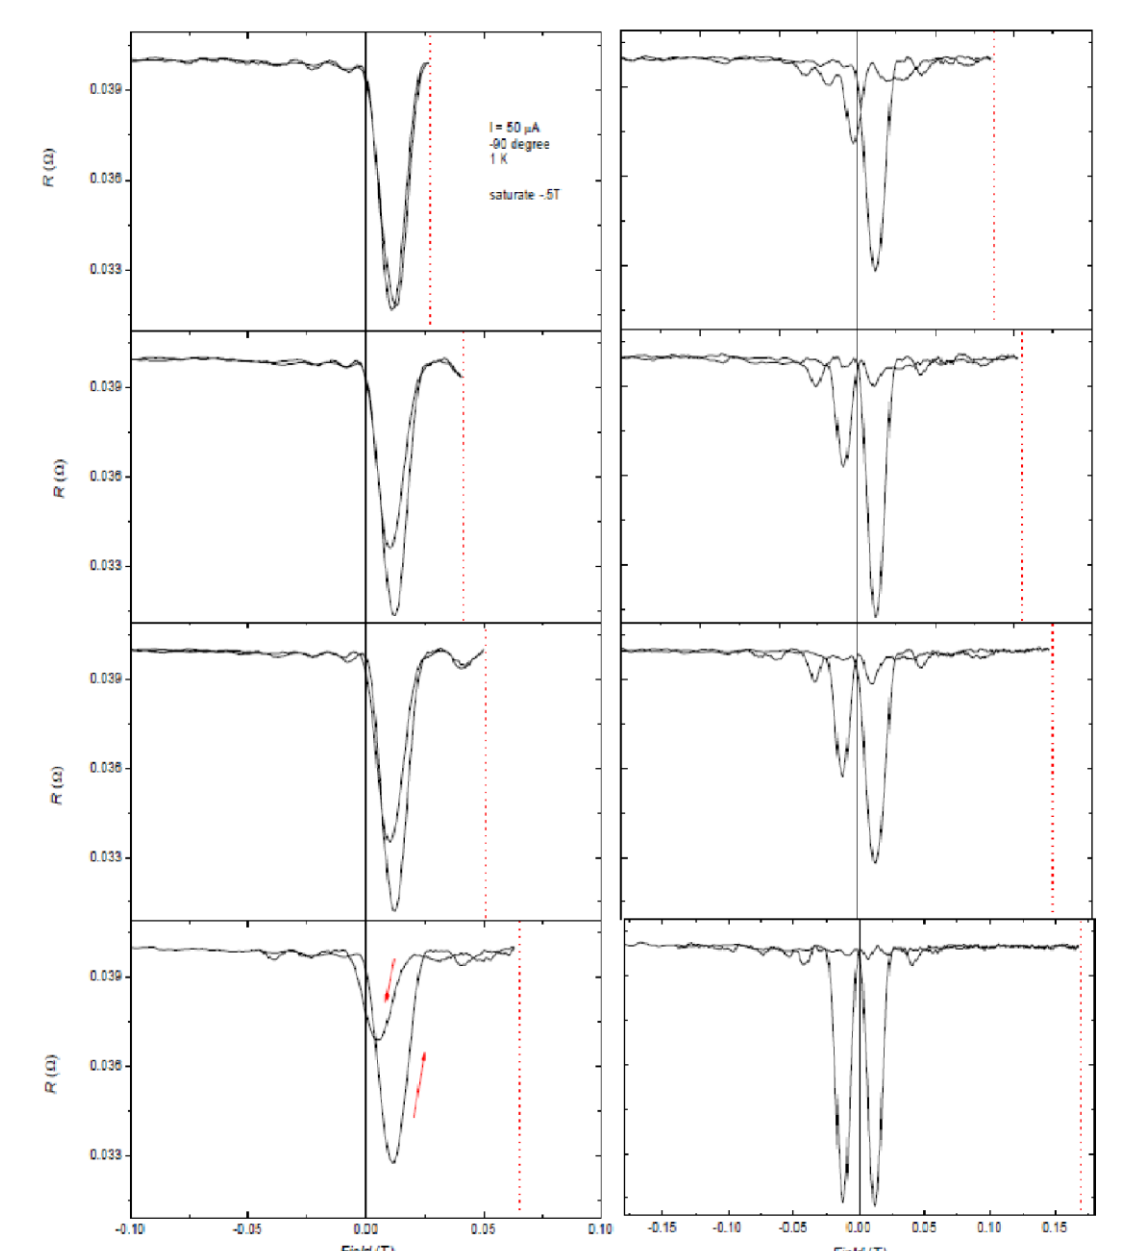 0.039
R (Ω)
0.036
0.033
I = 50 μA
-90 degree
1 K
saturate -.5T
0.039
R (Ω)
0.036
0.033
0.039
R (Ω)
0.036
0.033
0.039
R (Ω)
0.036
0.033
-0.10 -0.05 0.00 0.05 0.10
-0.15 -0.10 -0.05 0.00 0.05 0.10 0.15
Field (T)
Field (T)